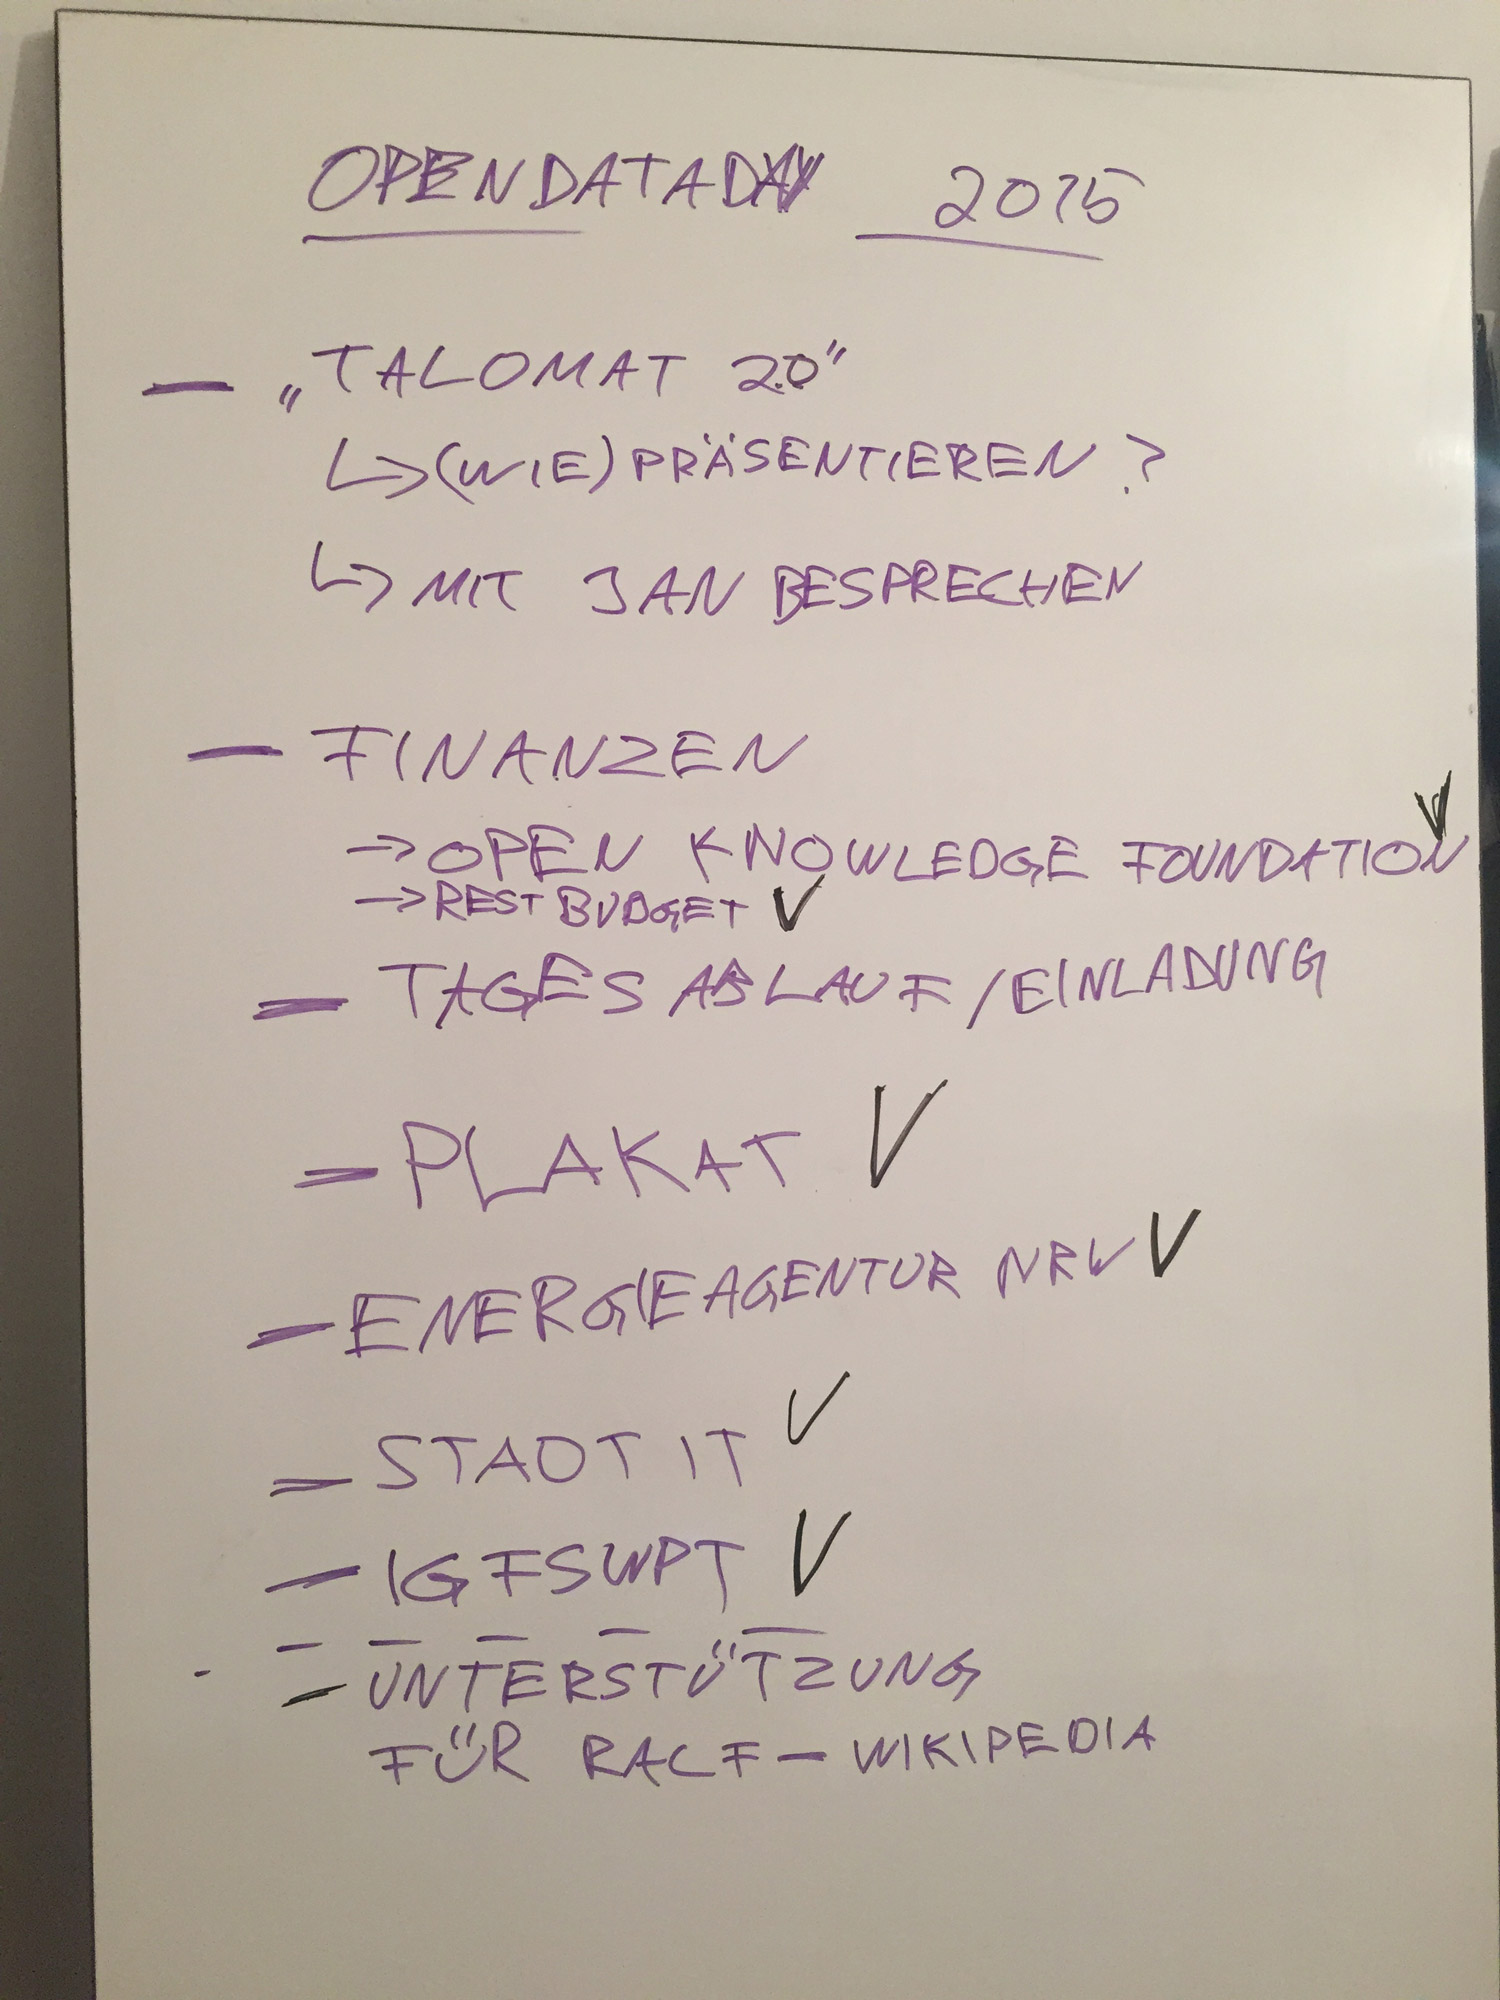 OPENDATADAY 2015
– „TALOMAT 2.0"
↳ (WIE) PRÄSENTIEREN ?
↳ MIT JAN BESPRECHEN
– FINANZEN
→ OPEN KNOWLEDGE FOUNDATION ✓
→ REST BUDGET ✓
– TAGESABLAUF / EINLADUNG
– PLAKAT ✓
– ENERGIEAGENTUR NRW ✓
– STADT IT ✓
– IGFSWPT ✓
– UNTERSTÜTZUNG
FÜR RALF – WIKIPEDIA